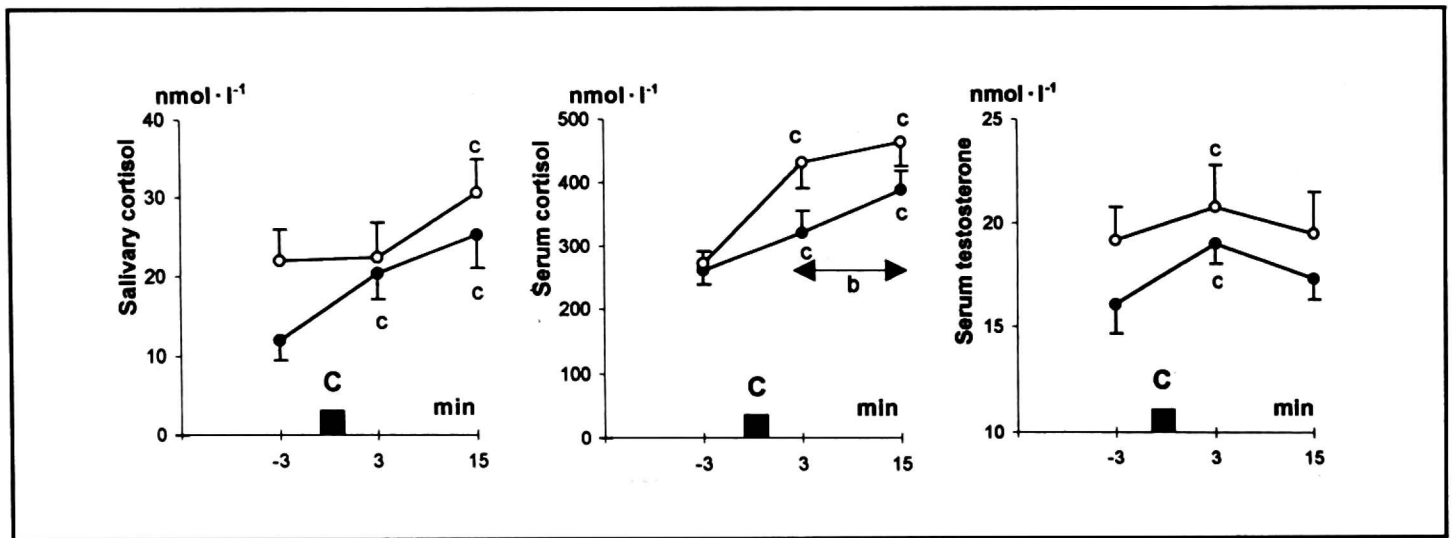 nmol · l⁻¹
Salivary cortisol
40
30
20
10
0
c
c
c
C
min
-3 3 15
nmol · l⁻¹
Serum cortisol
500
400
300
200
100
0
c
c
c
c
b
C
min
-3 3 15
nmol · l⁻¹
Serum testosterone
25
20
15
10
c
c
C
min
-3 3 15